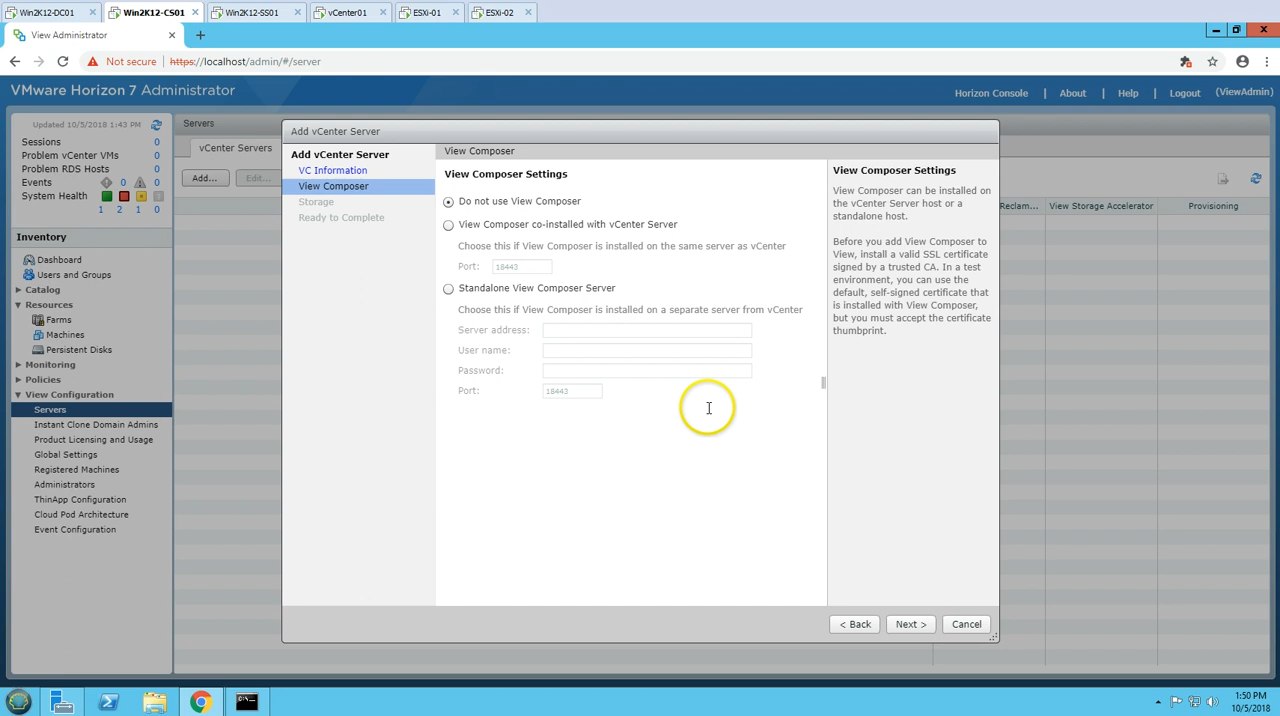 Win2K12-DC01
Win2K12-CS01
Win2K12-SS01
vCenter01
ESXi-01
ESXi-02
View Administrator
Not secure
https://localhost/admin/#/server
VMware Horizon 7 Administrator
Horizon Console | About | Help | Logout (ViewAdmin)
Updated 10/5/2018 1:43 PM
Sessions 0
Problem vCenter VMs 0
Problem RDS Hosts 0
Events 0 0
System Health 1 2 1 0
Inventory
Dashboard
Users and Groups
Catalog
Resources
Farms
Machines
Persistent Disks
Monitoring
Policies
View Configuration
Servers
Instant Clone Domain Admins
Product Licensing and Usage
Global Settings
Registered Machines
Administrators
ThinApp Configuration
Cloud Pod Architecture
Event Configuration
Servers
vCenter Servers
Add...
Edit...
Reclam...
View Storage Accelerator
Provisioning
Add vCenter Server
Add vCenter Server
VC Information
View Composer
Storage
Ready to Complete
View Composer
View Composer Settings
Do not use View Composer
View Composer co-installed with vCenter Server
Choose this if View Composer is installed on the same server as vCenter
Port: 18443
Standalone View Composer Server
Choose this if View Composer is installed on a separate server from vCenter
Server address:
User name:
Password:
Port: 18443
View Composer Settings
View Composer can be installed on
the vCenter Server host or a
standalone host.
Before you add View Composer to
View, install a valid SSL certificate
signed by a trusted CA. In a test
environment, you can use the
default, self-signed certificate that
is installed with View Composer,
but you must accept the certificate
thumbprint.
< Back
Next >
Cancel
1:50 PM
10/5/2018